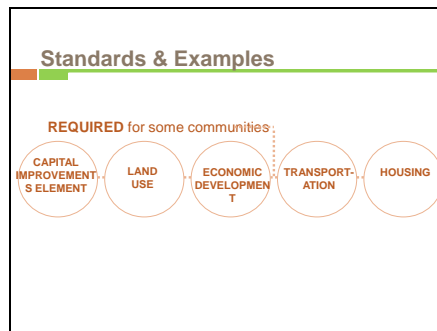 Standards & Examples
REQUIRED for some communities
CAPITAL
IMPROVEMENT
S ELEMENT
LAND
USE
ECONOMIC
DEVELOPMEN
T
TRANSPORT-
ATION
HOUSING